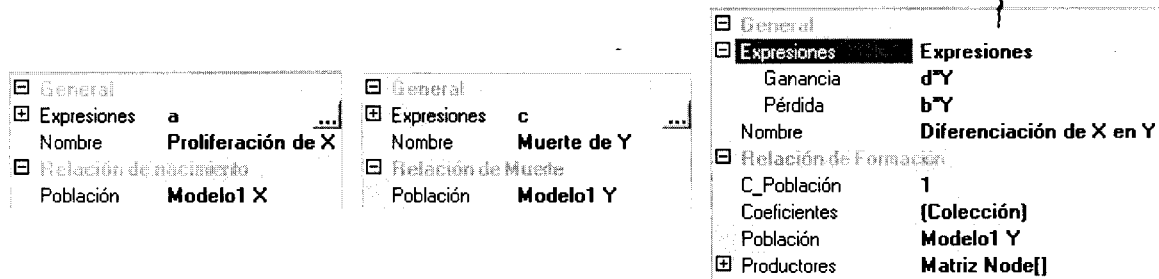 General
Expresiones a ...
Nombre Proliferación de X
Relación de nacimiento
Población Modelo1 X
General
Expresiones c ...
Nombre Muerte de Y
Relación de Muerte
Población Modelo1 Y
General
Expresiones Expresiones
Ganancia d*Y
Pérdida b*Y
Nombre Diferenciación de X en Y
Relación de Formación
C_Población 1
Coeficientes (Colección)
Población Modelo1 Y
Productores Matriz Node[]